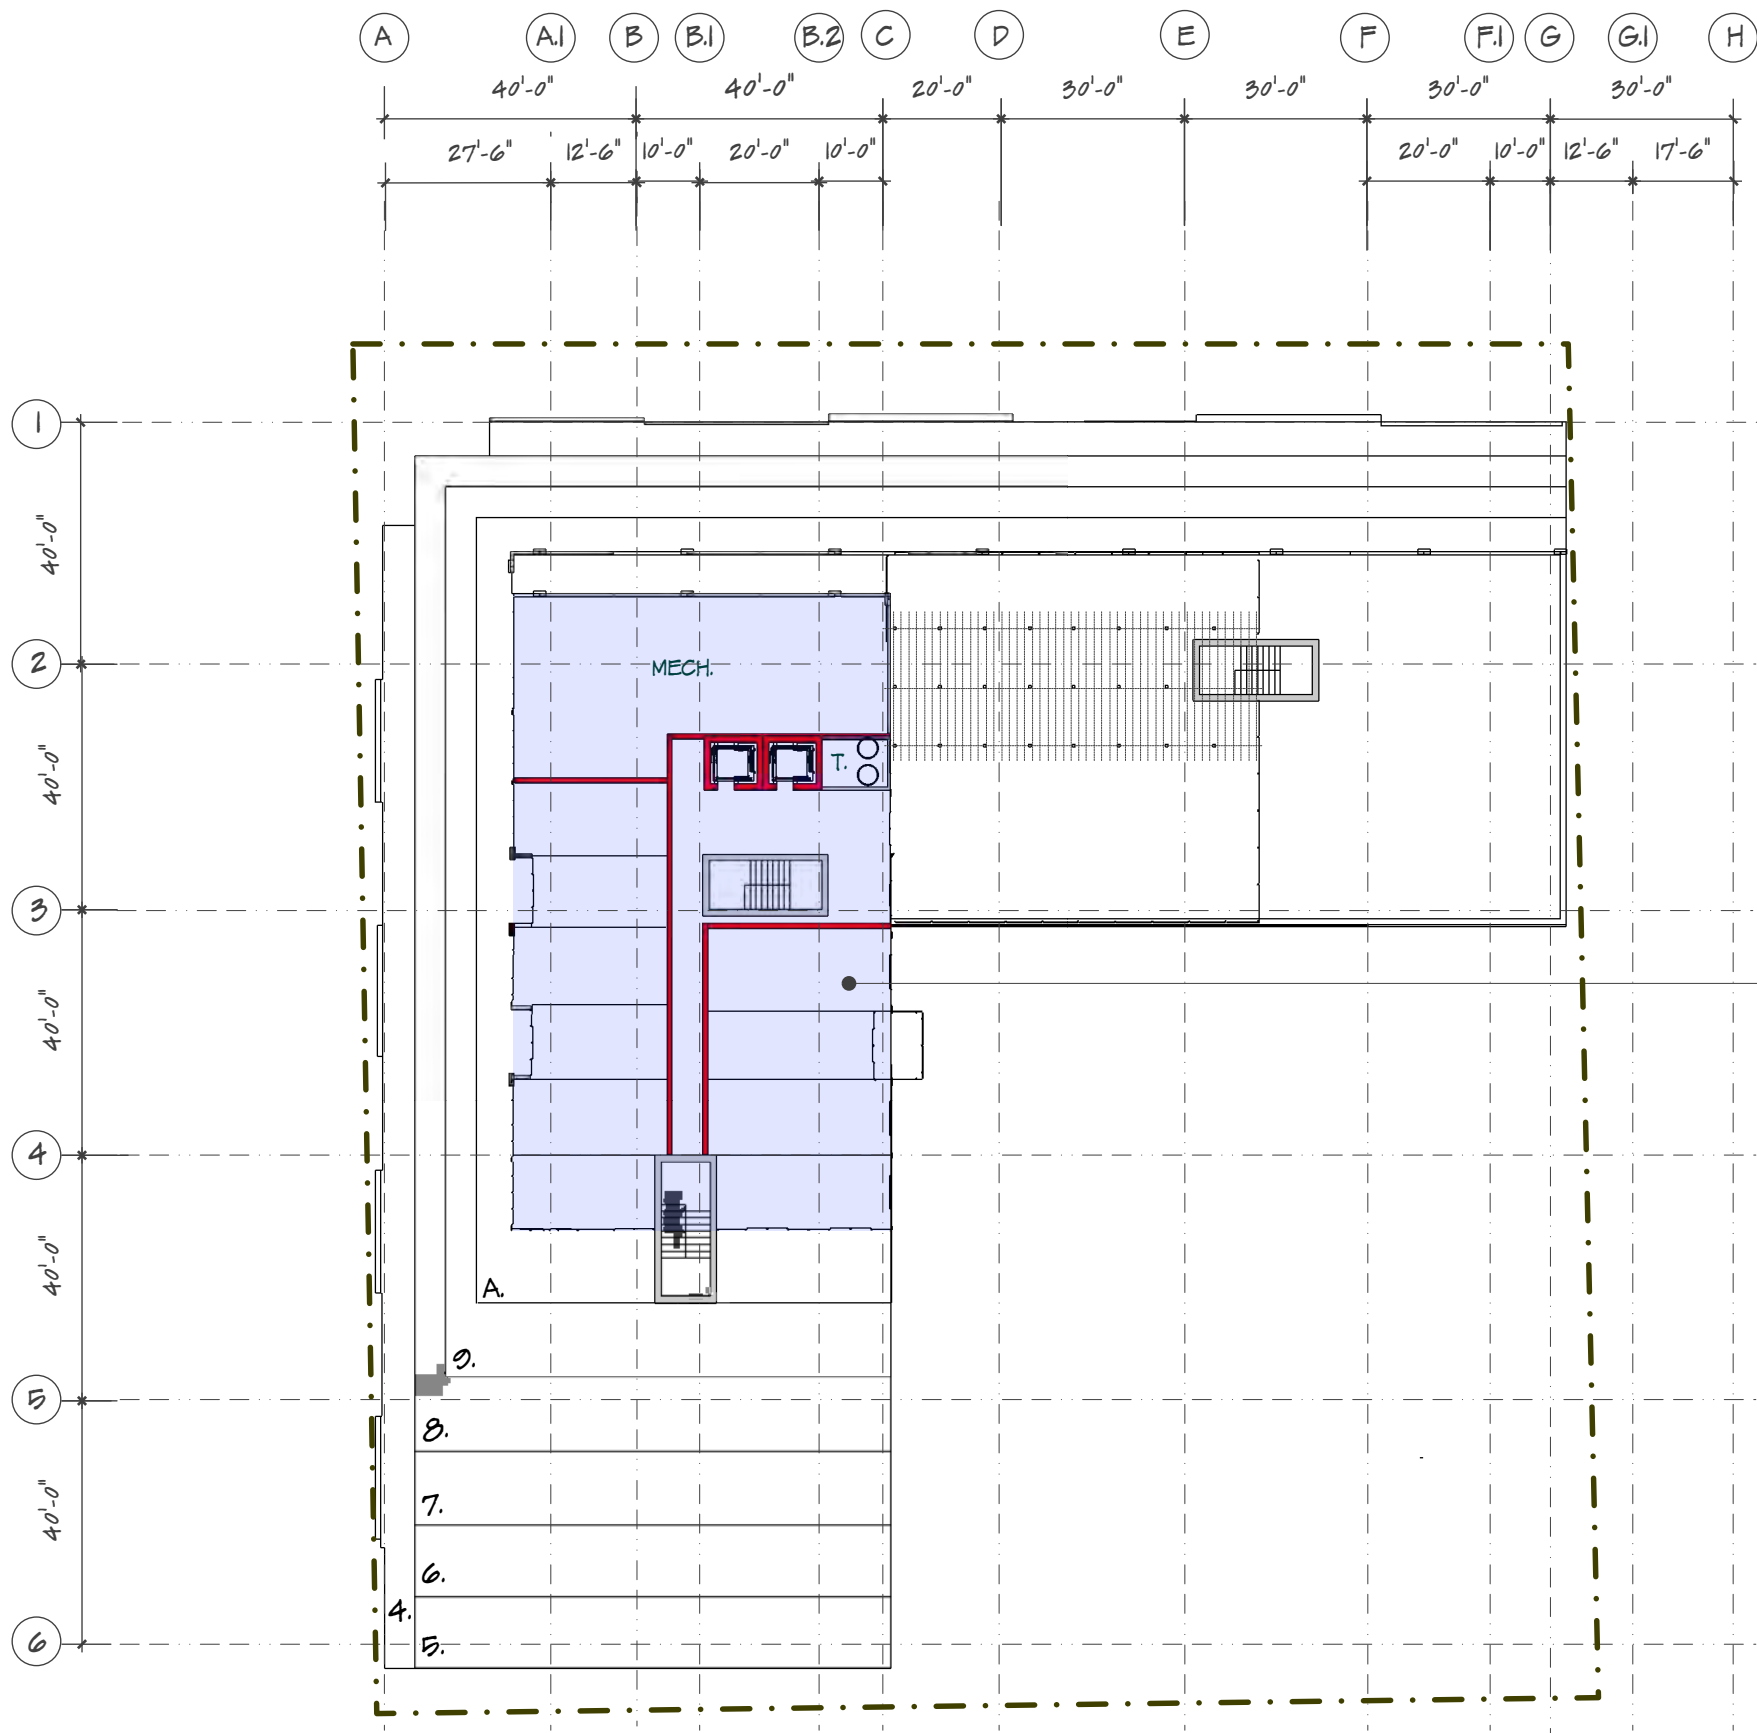 A A.1 B B.1 B.2 C D E F F.1 G G.1 H
40'-0" 40'-0" 20'-0" 30'-0" 30'-0" 30'-0" 30'-0"
27'-6" 12'-6" 10'-0" 20'-0" 10'-0" 20'-0" 10'-0" 12'-6" 17'-6"
1
40'-0"
2
MECH.
40'-0"
T.
3
40'-0"
4
40'-0"
A.
9.
5
8.
40'-0"
7.
6.
4.
5.
6